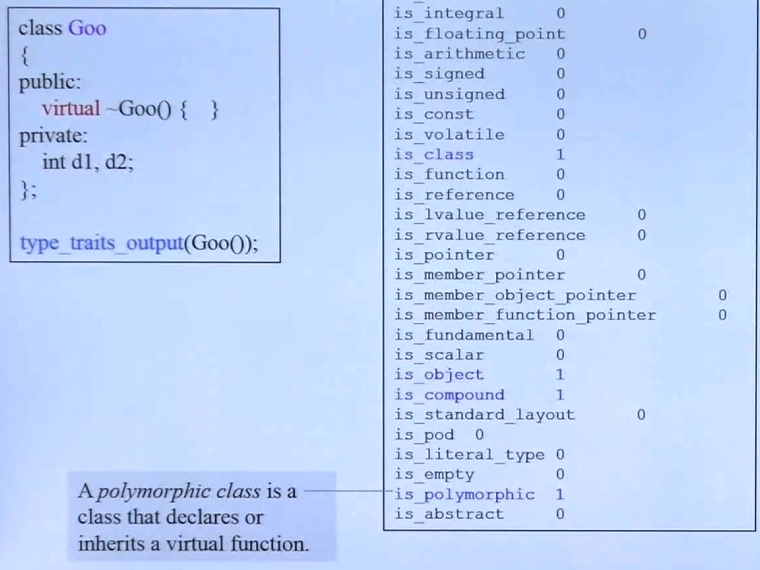 class Goo
{
public:
virtual ~Goo() { }
private:
int d1, d2;
};
type_traits_output(Goo());
is_integral 0
is_floating_point 0
is_arithmetic 0
is_signed 0
is_unsigned 0
is_const 0
is_volatile 0
is_class 1
is_function 0
is_reference 0
is_lvalue_reference 0
is_rvalue_reference 0
is_pointer 0
is_member_pointer 0
is_member_object_pointer 0
is_member_function_pointer 0
is_fundamental 0
is_scalar 0
is_object 1
is_compound 1
is_standard_layout 0
is_pod 0
is_literal_type 0
is_empty 0
is_polymorphic 1
is_abstract 0
A polymorphic class is a
class that declares or
inherits a virtual function.